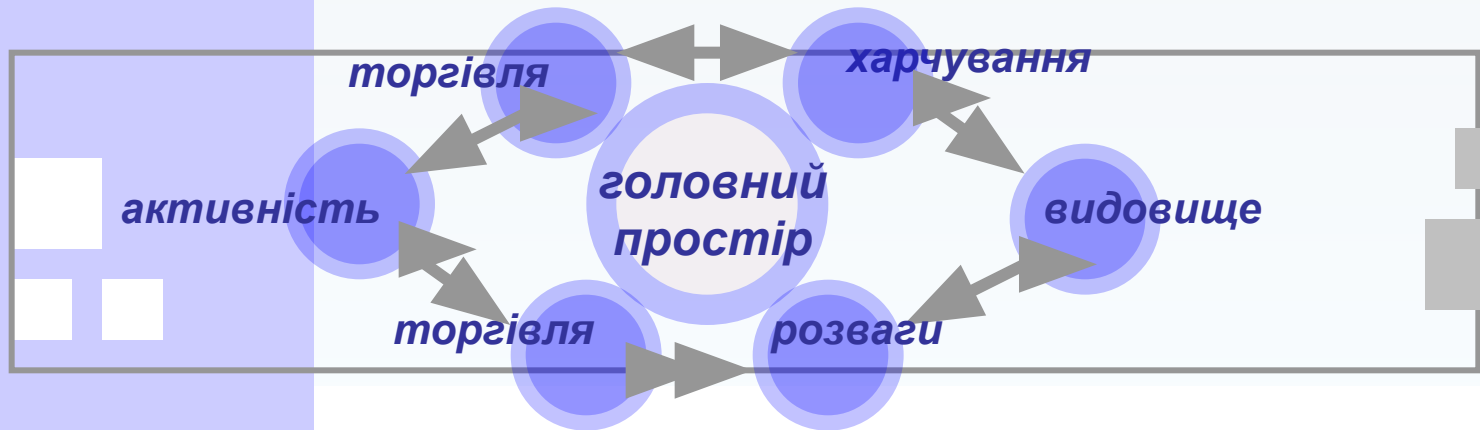 торгівля
харчування
активність
головний
простір
видовище
торгівля
розваги